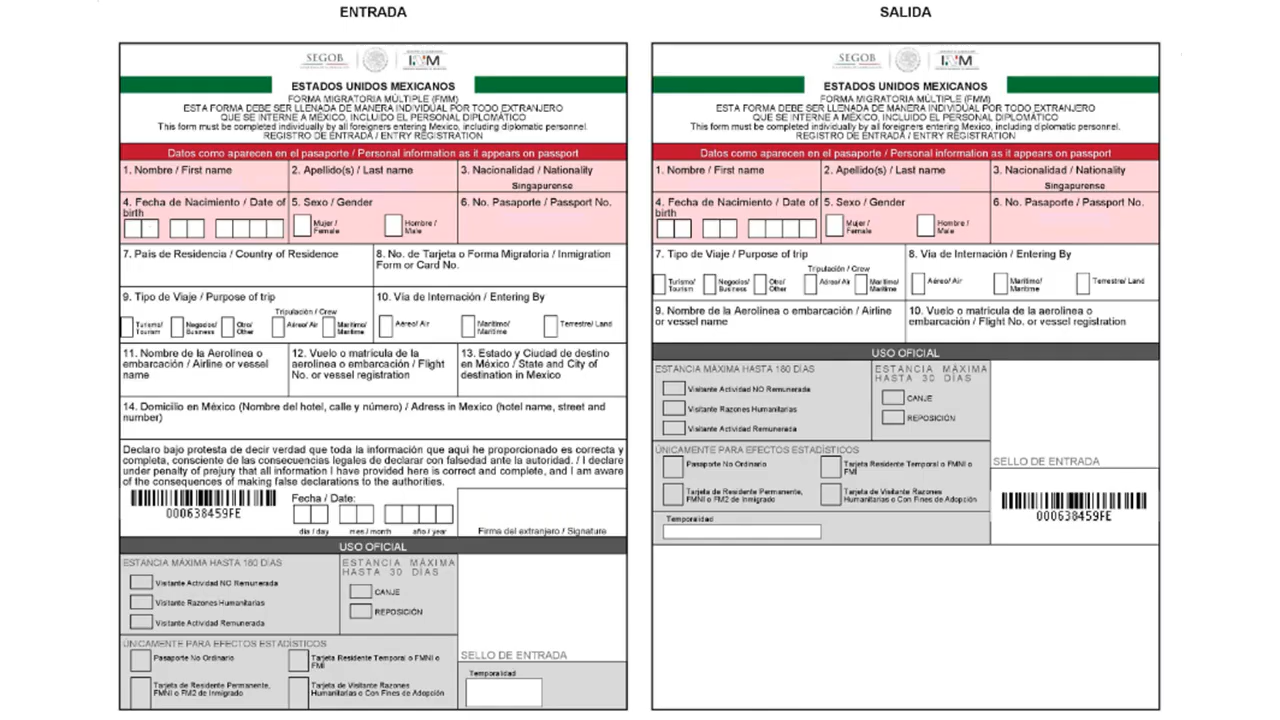 ENTRADA
SEGOB
INM
ESTADOS UNIDOS MEXICANOS
FORMA MIGRATORIA MÚLTIPLE (FMM)
ESTA FORMA DEBE SER LLENADA DE MANERA INDIVIDUAL POR TODO EXTRANJERO
QUE SE INTERNE A MÉXICO, INCLUIDO EL PERSONAL DIPLOMÁTICO
This form must be completed individually by all foreigners entering Mexico, including diplomatic personnel.
REGISTRO DE ENTRADA / ENTRY REGISTRATION
Datos como aparecen en el pasaporte / Personal information as it appears on passport
1. Nombre / First name
2. Apellido(s) / Last name
3. Nacionalidad / Nationality
Singapurense
4. Fecha de Nacimiento / Date of
birth
5. Sexo / Gender
Mujer /
Female
Hombre /
Male
6. No. Pasaporte / Passport No.
7. País de Residencia / Country of Residence
8. No. de Tarjeta o Forma Migratoria / Inmigration
Form or Card No.
9. Tipo de Viaje / Purpose of trip
Turismo/
Tourism
Negocios/
Business
Otro/
Other
Tripulación / Crew
Aéreo/ Air
Marítimo/
Maritime
10. Vía de Internación / Entering By
Aéreo/ Air
Marítimo/
Maritime
Terrestre/ Land
11. Nombre de la Aerolinea o
embarcación / Airline or vessel
name
12. Vuelo o matricula de la
aerolinea o embarcación / Flight
No. or vessel registration
13. Estado y Ciudad de destino
en México / State and City of
destination in Mexico
14. Domicilio en México (Nombre del hotel, calle y número) / Adress in Mexico (hotel name, street and
number)
Declaro bajo protesta de decir verdad que toda la información que aquí he proporcionado es correcta y
completa, consciente de las consecuencias legales de declarar con falsedad ante la autoridad. / I declare
under penalty of prejury that all information I have provided here is correct and complete, and I am aware
of the consequences of making false declarations to the authorities.
000638459FE
Fecha / Date:
día / day
mes / month
año / year
Firma del extranjero / Signature
USO OFICIAL
ESTANCIA MÁXIMA HASTA 180 DÍAS
Visitante Actividad NO Remunerada
Visitante Razones Humanitarias
Visitante Actividad Remunerada
ESTANCIA MÁXIMA
HASTA 30 DÍAS
CANJE
REPOSICIÓN
ÚNICAMENTE PARA EFECTOS ESTADÍSTICOS
Pasaporte No Ordinario
Tarjeta Residente Temporal o FMNI o
FMI
Tarjeta de Residente Permanente,
FMNI o FM2 de Inmigrado
Tarjeta de Visitante Razones
Humanitarias o Con Fines de Adopción
SELLO DE ENTRADA
Temporalidad
SALIDA
SEGOB
INM
ESTADOS UNIDOS MEXICANOS
FORMA MIGRATORIA MÚLTIPLE (FMM)
ESTA FORMA DEBE SER LLENADA DE MANERA INDIVIDUAL POR TODO EXTRANJERO
QUE SE INTERNE A MÉXICO, INCLUIDO EL PERSONAL DIPLOMÁTICO
This form must be completed individually by all foreigners entering Mexico, including diplomatic personnel.
REGISTRO DE ENTRADA / ENTRY REGISTRATION
Datos como aparecen en el pasaporte / Personal information as it appears on passport
1. Nombre / First name
2. Apellido(s) / Last name
3. Nacionalidad / Nationality
Singapurense
4. Fecha de Nacimiento / Date of
birth
5. Sexo / Gender
Mujer /
Female
Hombre /
Male
6. No. Pasaporte / Passport No.
7. Tipo de Viaje / Purpose of trip
Turismo/
Tourism
Negocios/
Business
Otro/
Other
Tripulación / Crew
Aéreo/ Air
Marítimo/
Maritime
8. Vía de Internación / Entering By
Aéreo/ Air
Marítimo/
Maritime
Terrestre/ Land
9. Nombre de la Aerolinea o embarcación / Airline
or vessel name
10. Vuelo o matricula de la aerolinea o
embarcación / Flight No. or vessel registration
USO OFICIAL
ESTANCIA MÁXIMA HASTA 180 DÍAS
Visitante Actividad NO Remunerada
Visitante Razones Humanitarias
Visitante Actividad Remunerada
ESTANCIA MÁXIMA
HASTA 30 DÍAS
CANJE
REPOSICIÓN
ÚNICAMENTE PARA EFECTOS ESTADÍSTICOS
Pasaporte No Ordinario
Tarjeta Residente Temporal o FMNI o
FMI
Tarjeta de Residente Permanente,
FMNI o FM2 de Inmigrado
Tarjeta de Visitante Razones
Humanitarias o Con Fines de Adopción
Temporalidad
SELLO DE ENTRADA
000638459FE